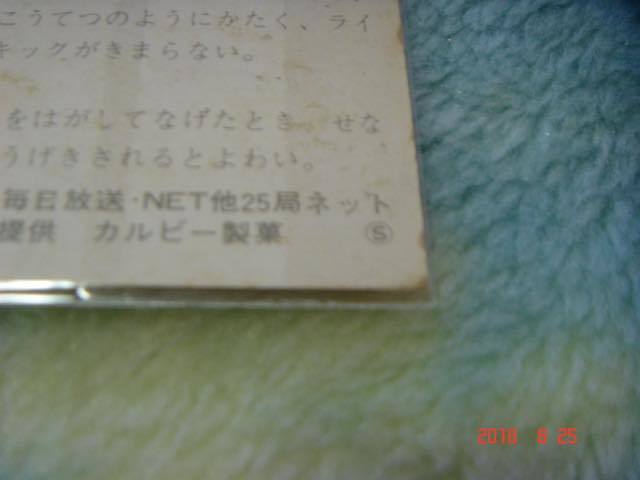 こうてつのようにかたく、ライ
キックがきまらない。
をはがしてなげたとき、せな
うげきされるとよわい。
毎日放送・NET他25局ネット
提供 カルビー製菓 Ⓢ
2010 8 25